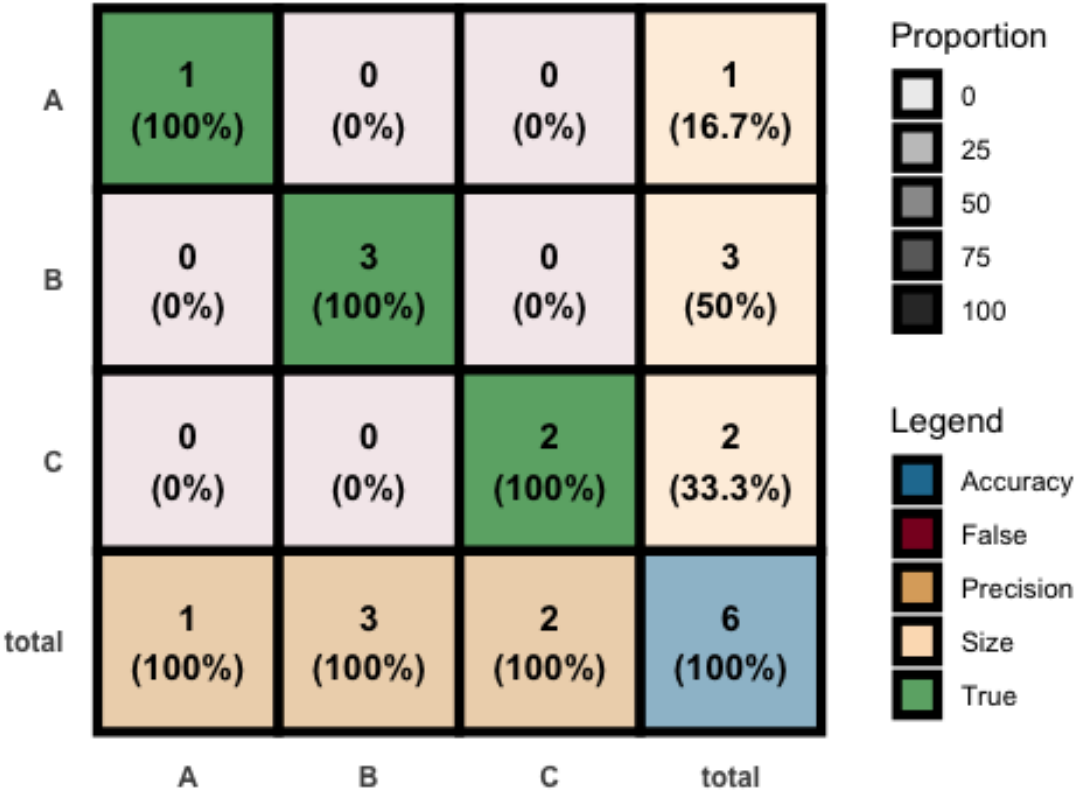 A
1
(100%)
0
(0%)
0
(0%)
1
(16.7%)
B
0
(0%)
3
(100%)
0
(0%)
3
(50%)
C
0
(0%)
0
(0%)
2
(100%)
2
(33.3%)
total
1
(100%)
3
(100%)
2
(100%)
6
(100%)
A
B
C
total
Proportion
0
25
50
75
100
Legend
Accuracy
False
Precision
Size
True